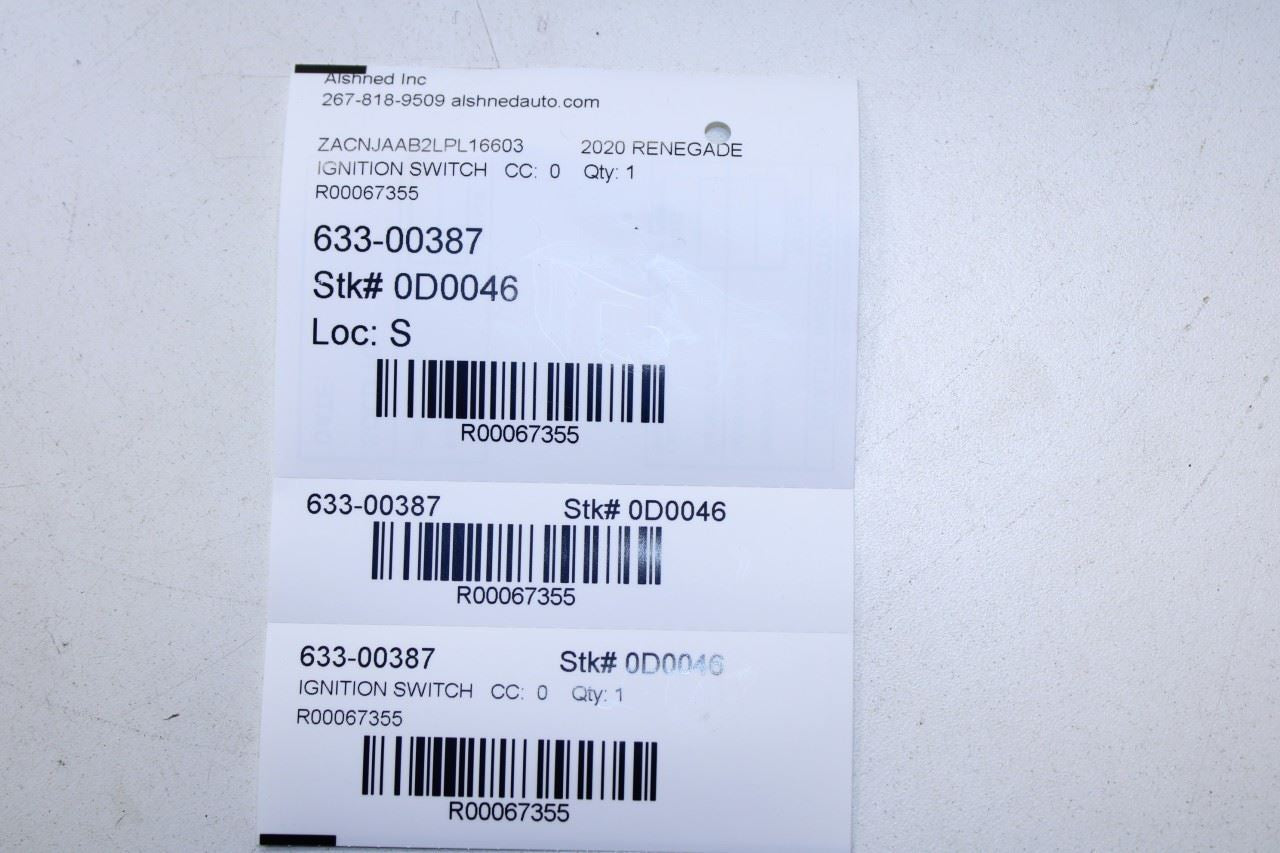 Alshned Inc
267-818-9509 alshnedauto.com
ZACNJAAB2LPL16603 2020 RENEGADE
IGNITION SWITCH CC: 0 Qty: 1
R00067355
633-00387
Stk# 0D0046
Loc: S
R00067355
633-00387 Stk# 0D0046
R00067355
633-00387 Stk# 0D0046
IGNITION SWITCH CC: 0 Qty: 1
R00067355
R00067355